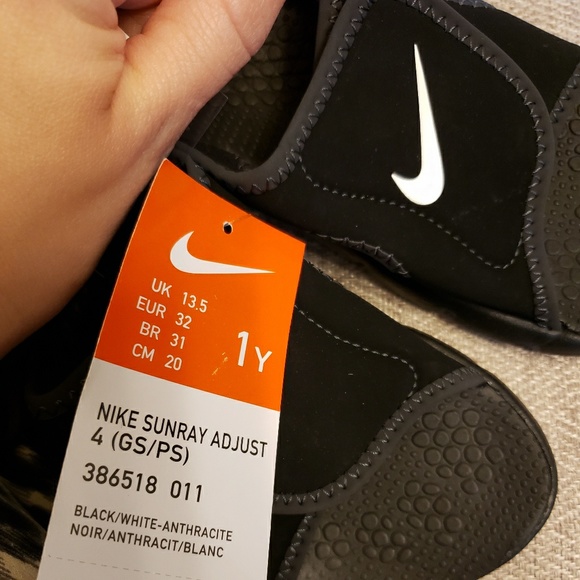 UK 13.5
EUR 32
BR 31
CM 20
1Y
NIKE SUNRAY ADJUST
4 (GS/PS)
386518 011
BLACK/WHITE-ANTHRACITE
NOIR/ANTHRACIT/BLANC